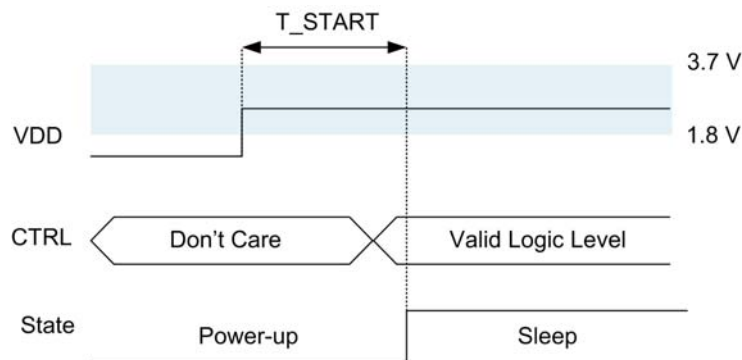 T_START
3.7 V
VDD
1.8 V
CTRL
Don't Care
Valid Logic Level
State
Power-up
Sleep